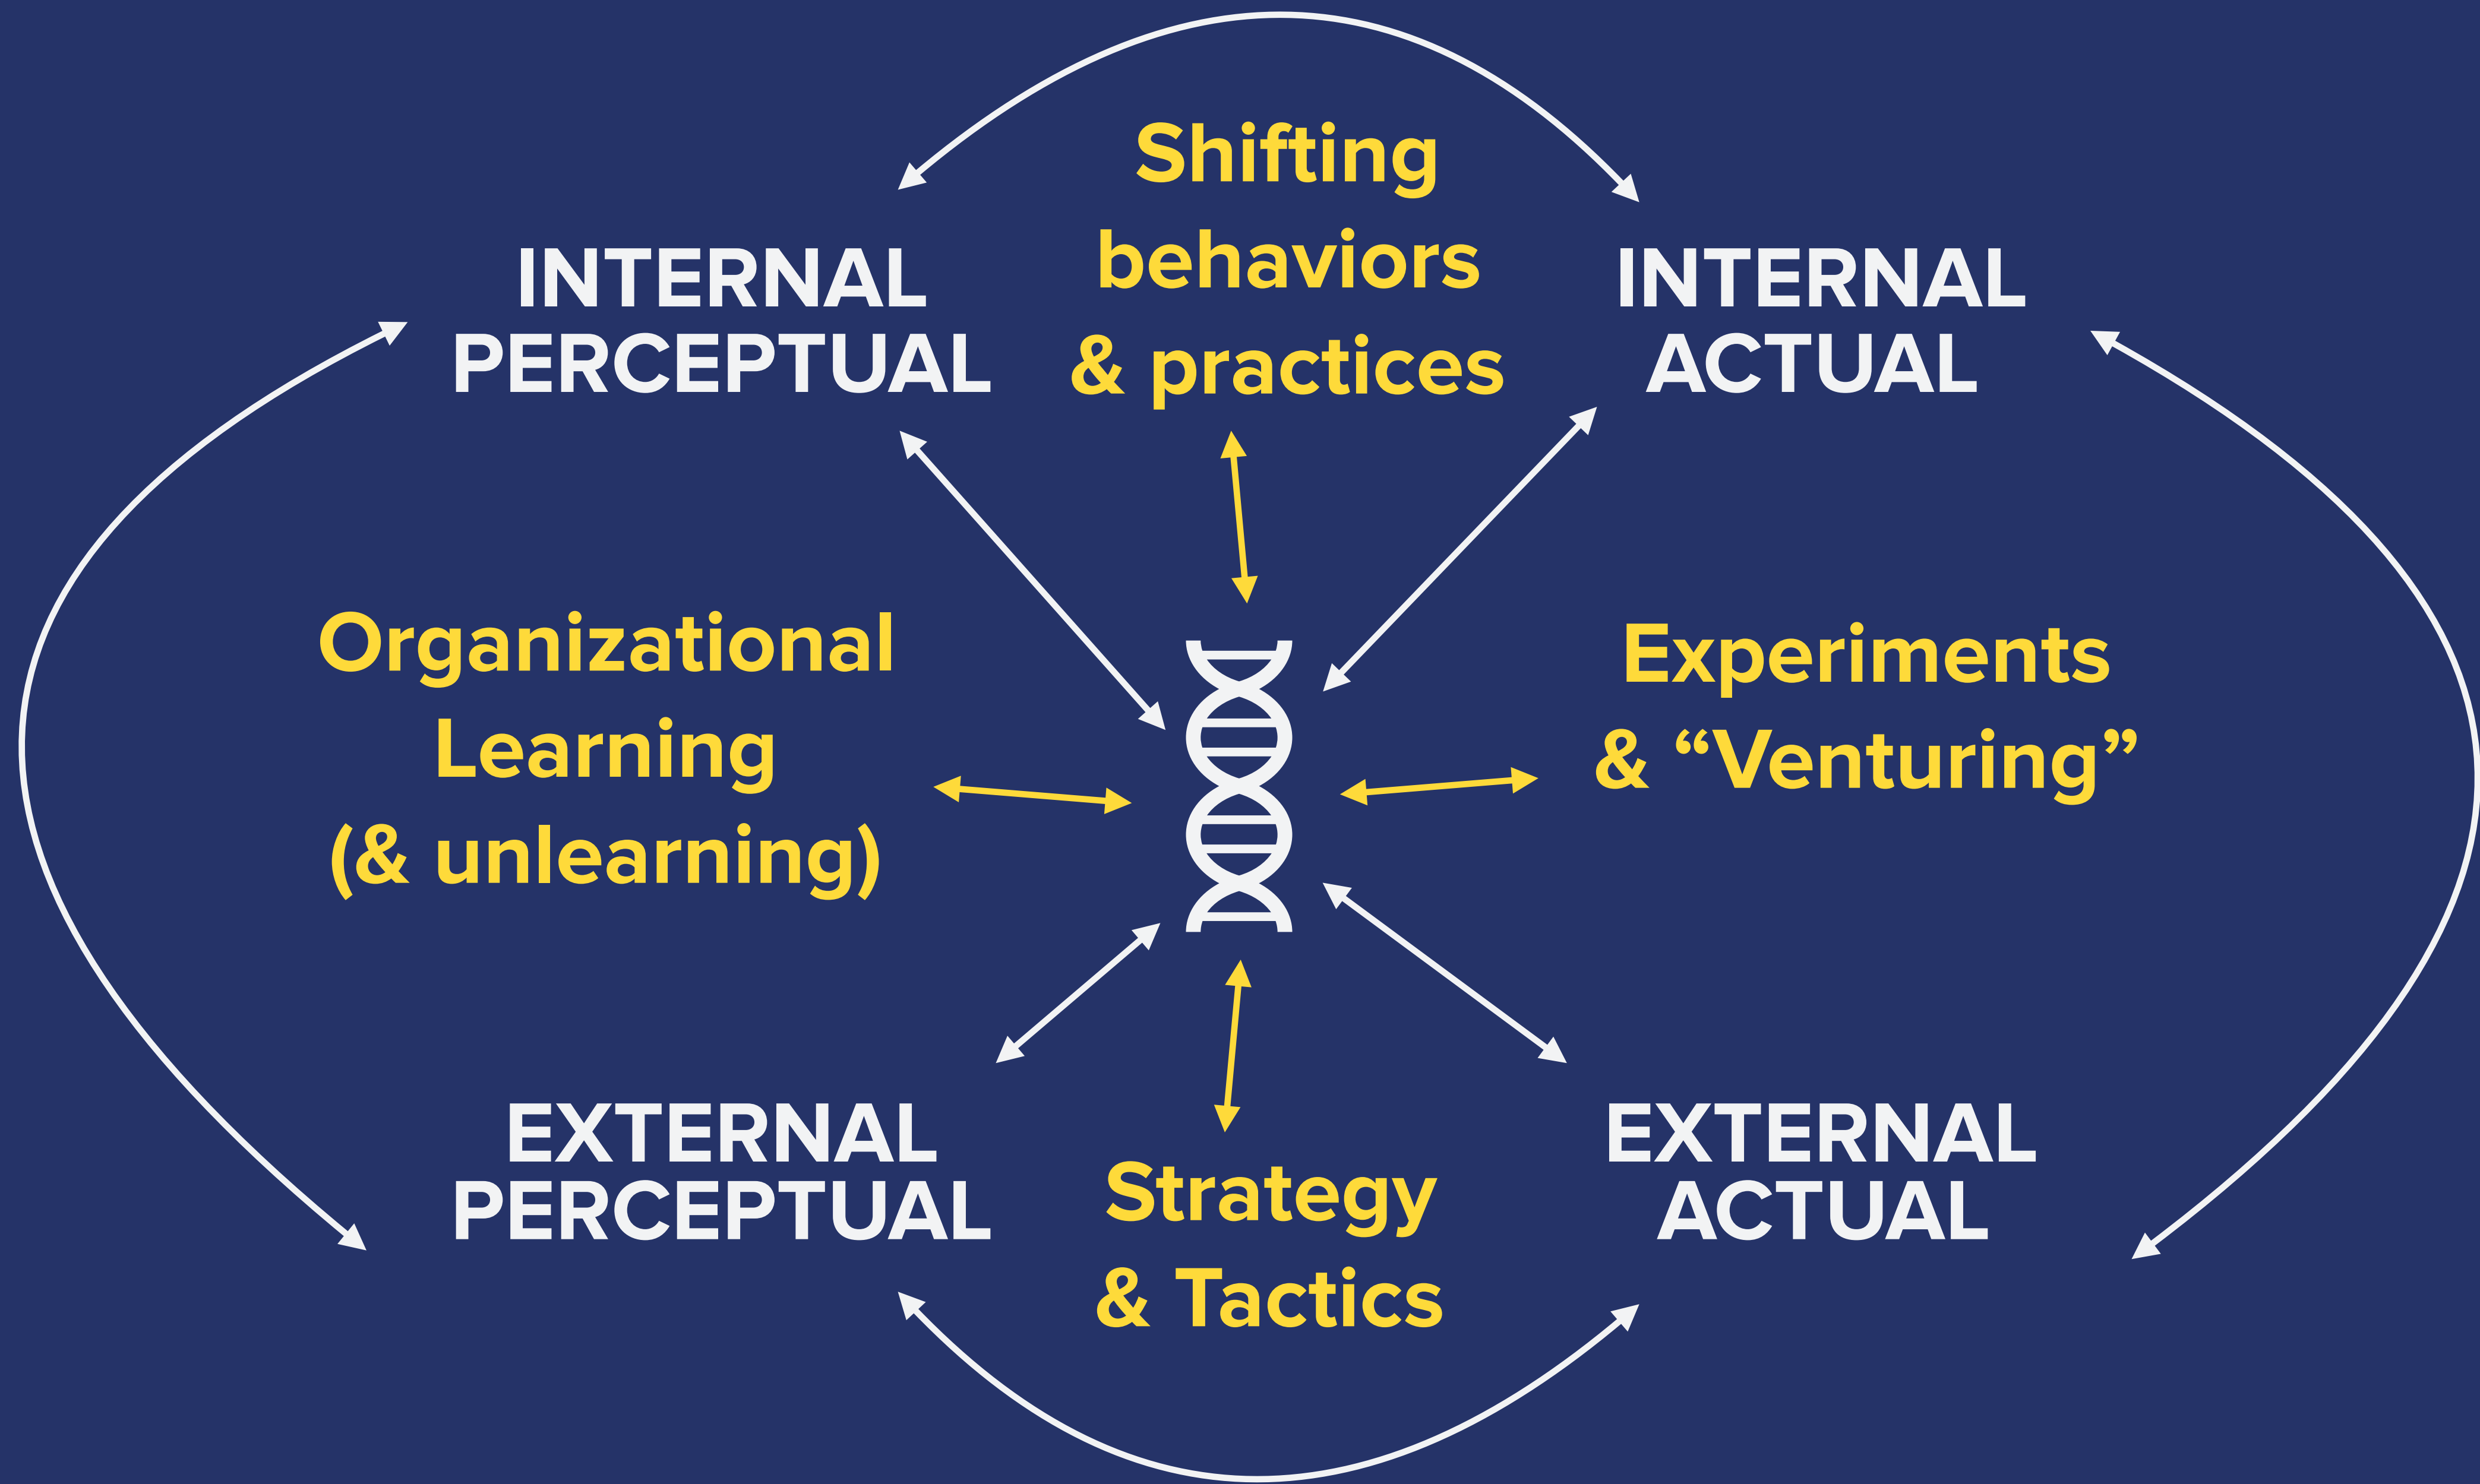 Shifting
behaviors
& practices
INTERNAL
PERCEPTUAL
INTERNAL
ACTUAL
Organizational
Learning
(& unlearning)
Experiments
& “Venturing”
EXTERNAL
PERCEPTUAL
Strategy
& Tactics
EXTERNAL
ACTUAL